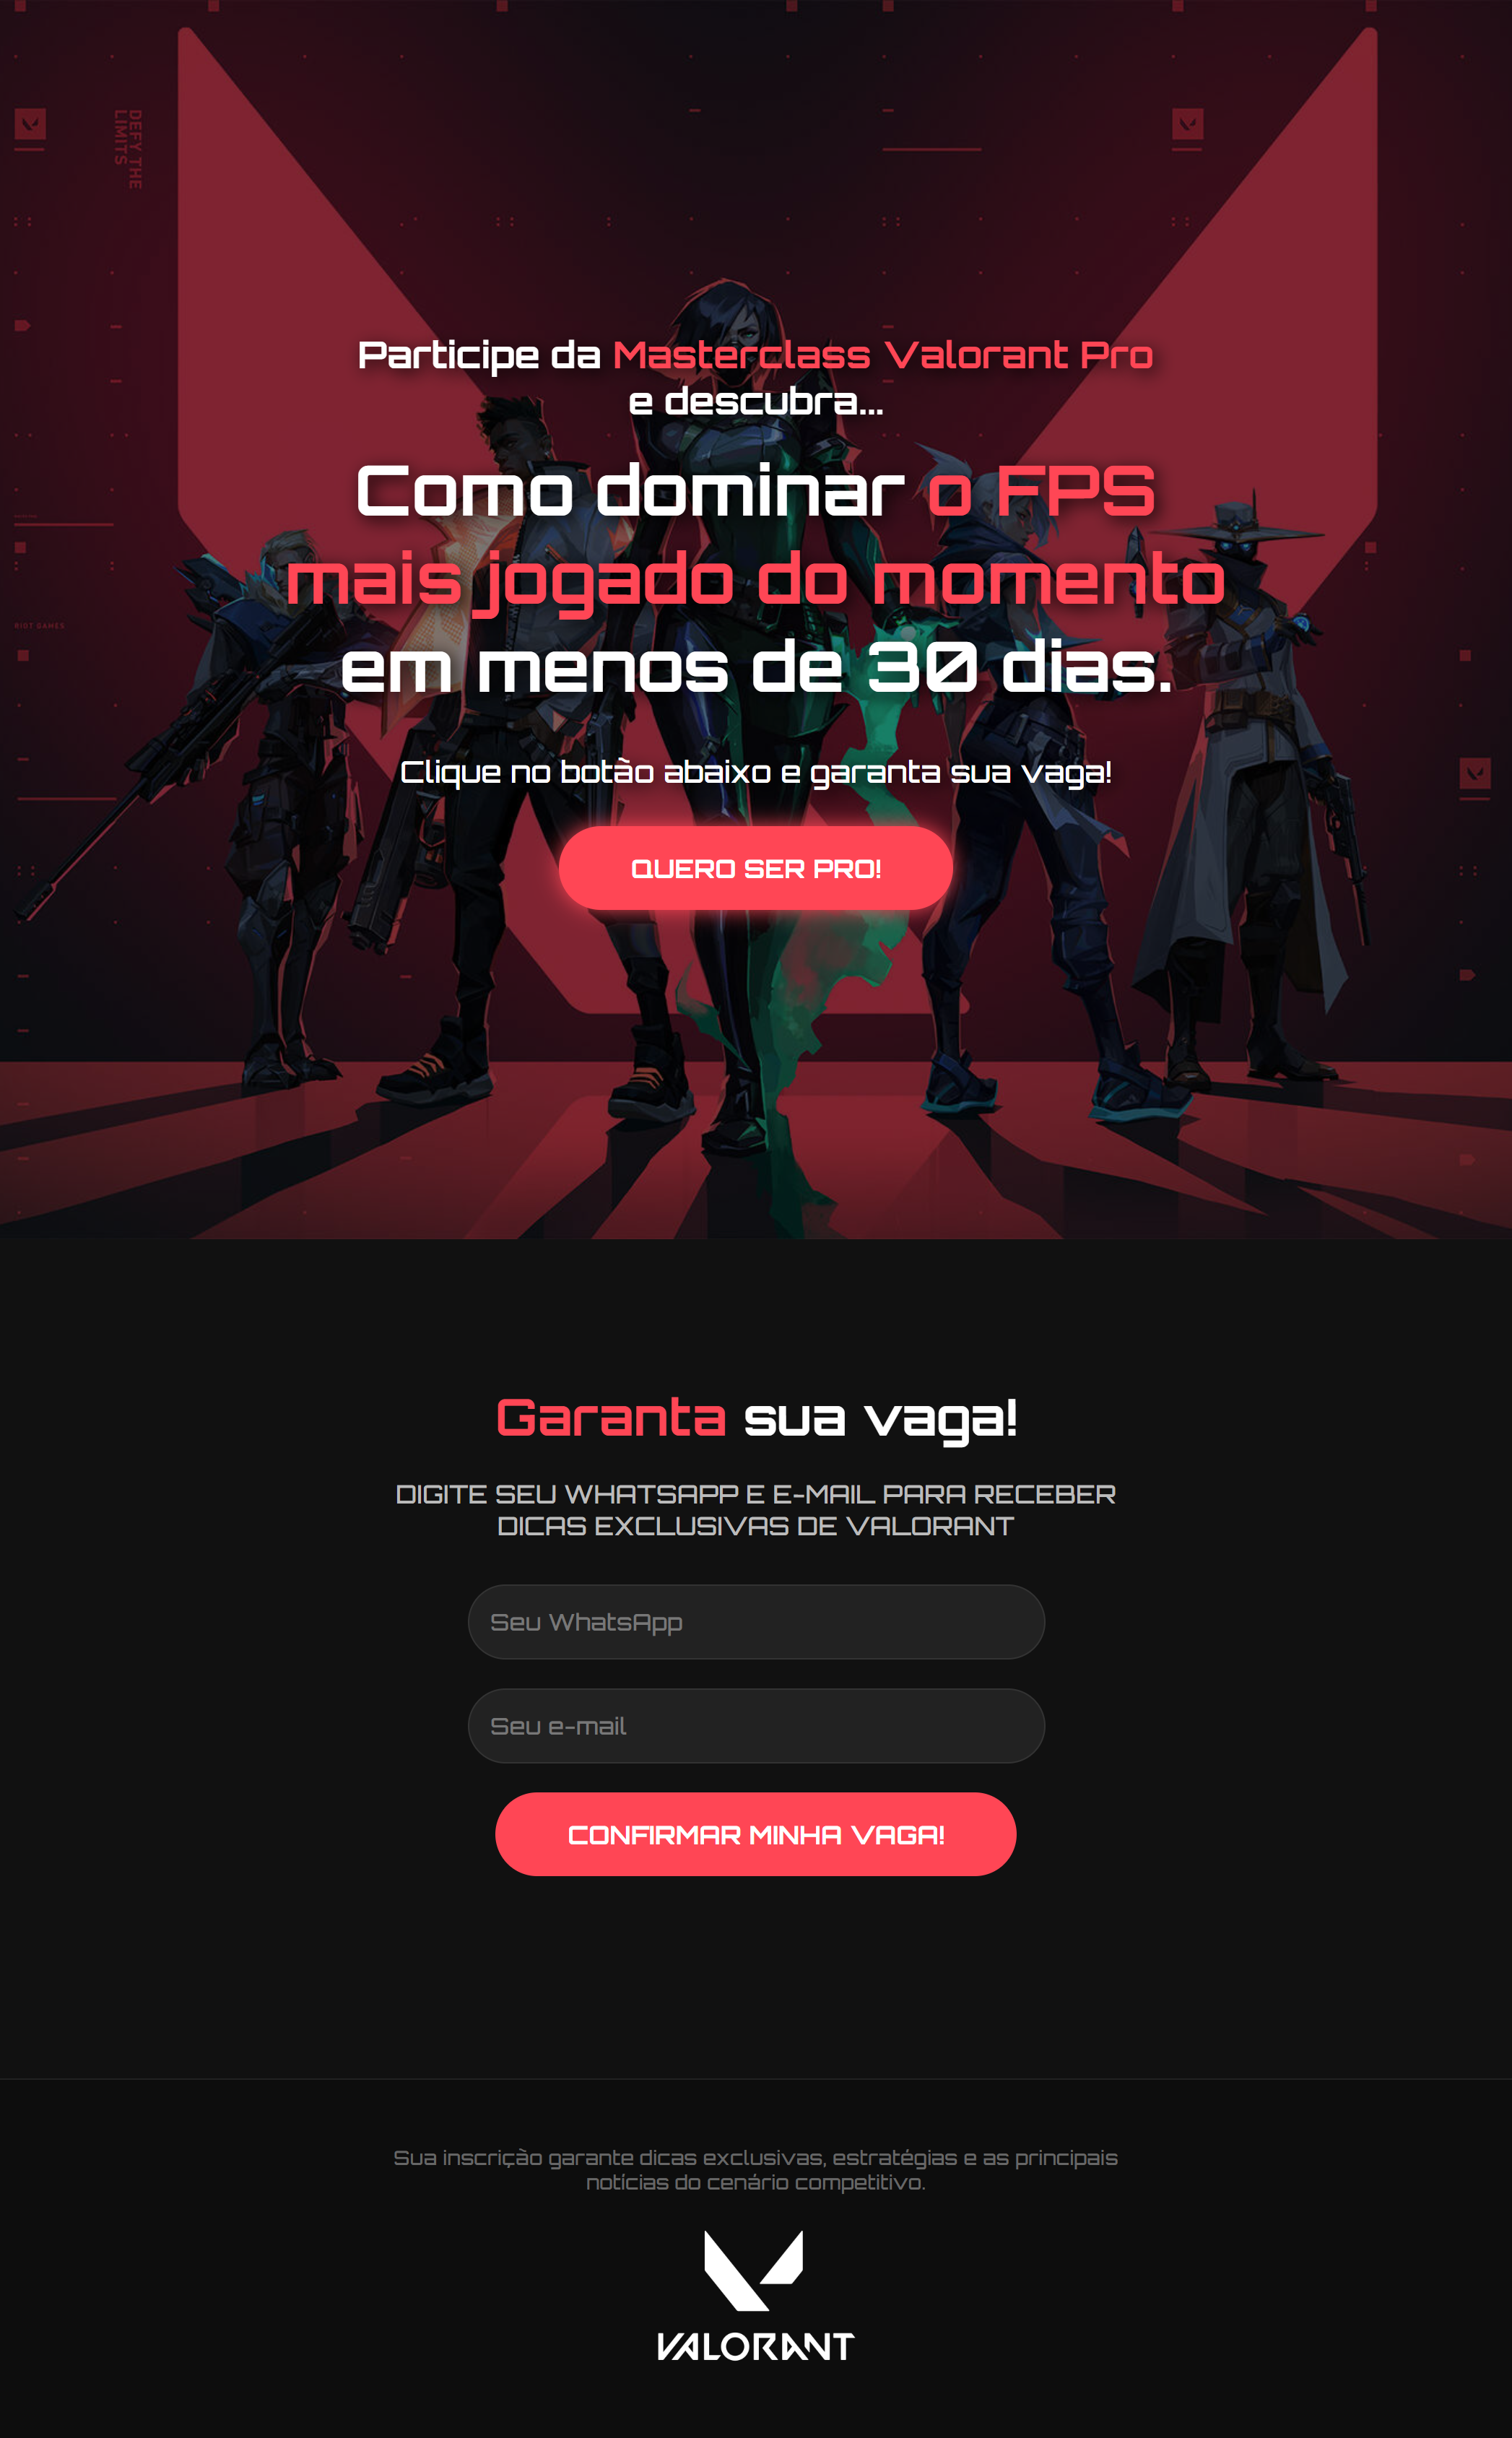 DEFY THE
LIMITS
Participe da Masterclass Valorant Pro
e descubra...
Como dominar o FPS
mais jogado do momento
em menos de 30 dias.
RIOT GAMES
Clique no botão abaixo e garanta sua vaga!
QUERO SER PRO!
Garanta sua vaga!
DIGITE SEU WHATSAPP E E-MAIL PARA RECEBER
DICAS EXCLUSIVAS DE VALORANT
Seu WhatsApp
Seu e-mail
CONFIRMAR MINHA VAGA!
Sua inscrição garante dicas exclusivas, estratégias e as principais
notícias do cenário competitivo.
VALORANT